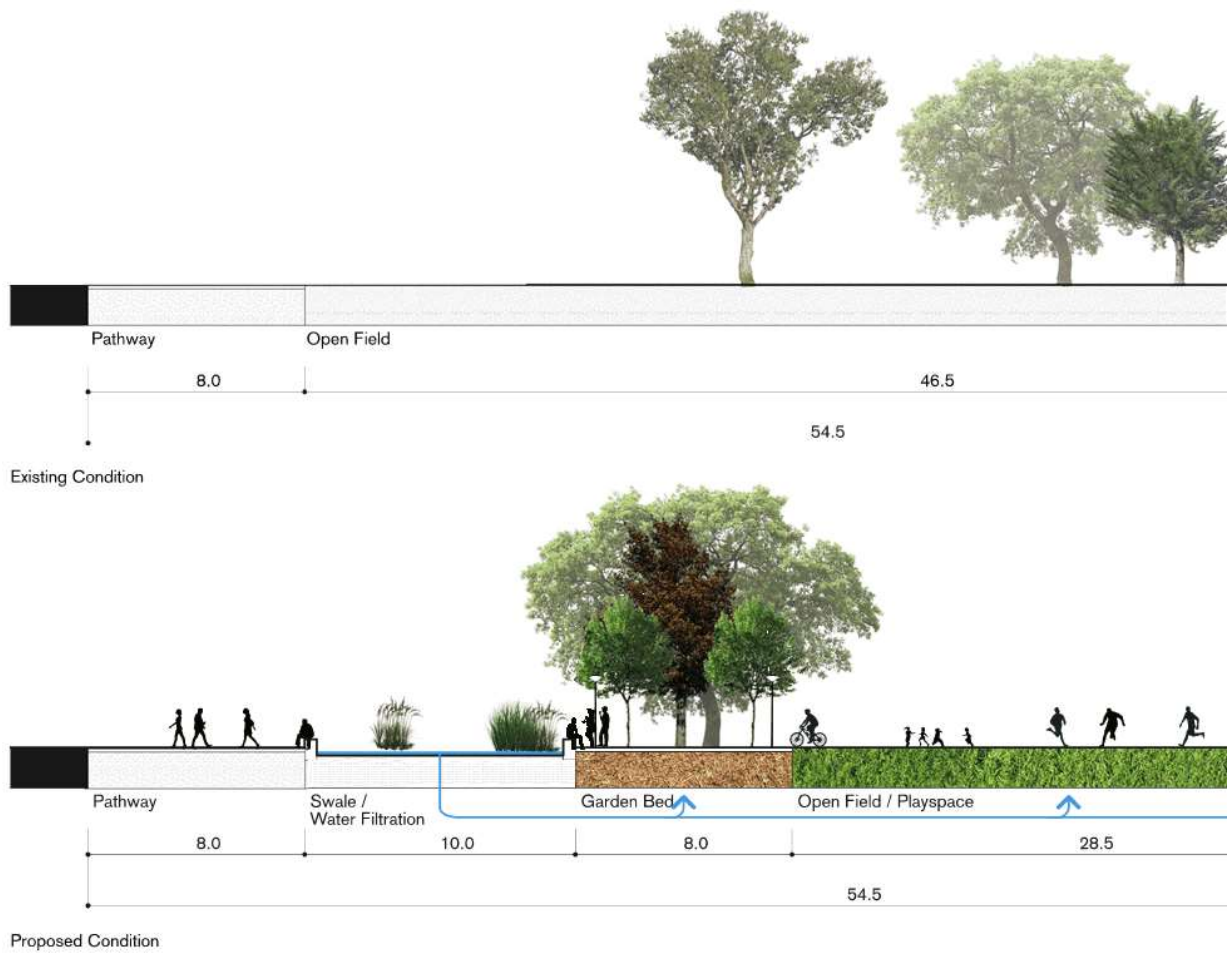 Pathway
Open Field
8.0
46.5
54.5
Existing Condition
Pathway
Swale /
Water Filtration
Garden Bed
Open Field / Playspace
8.0
10.0
8.0
28.5
54.5
Proposed Condition